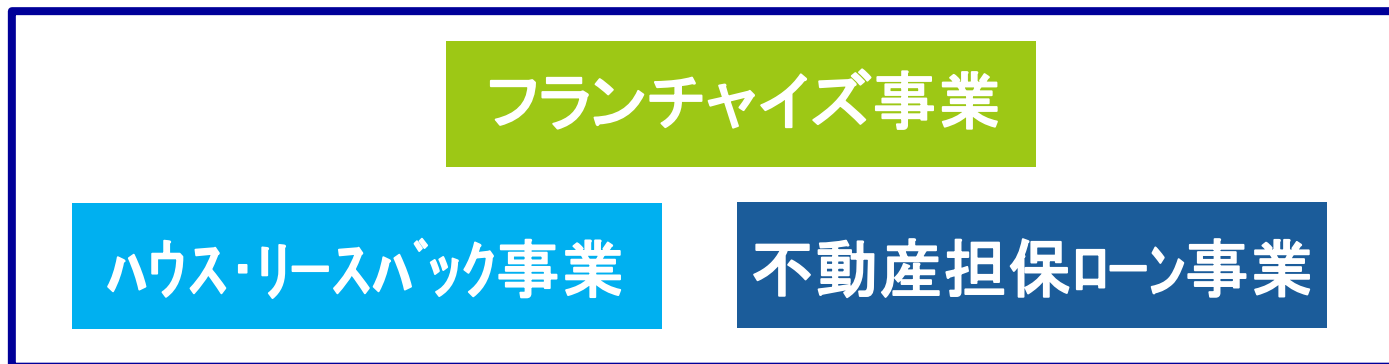 フランチャイズ事業
ハウス・リースバック事業
不動産担保ローン事業